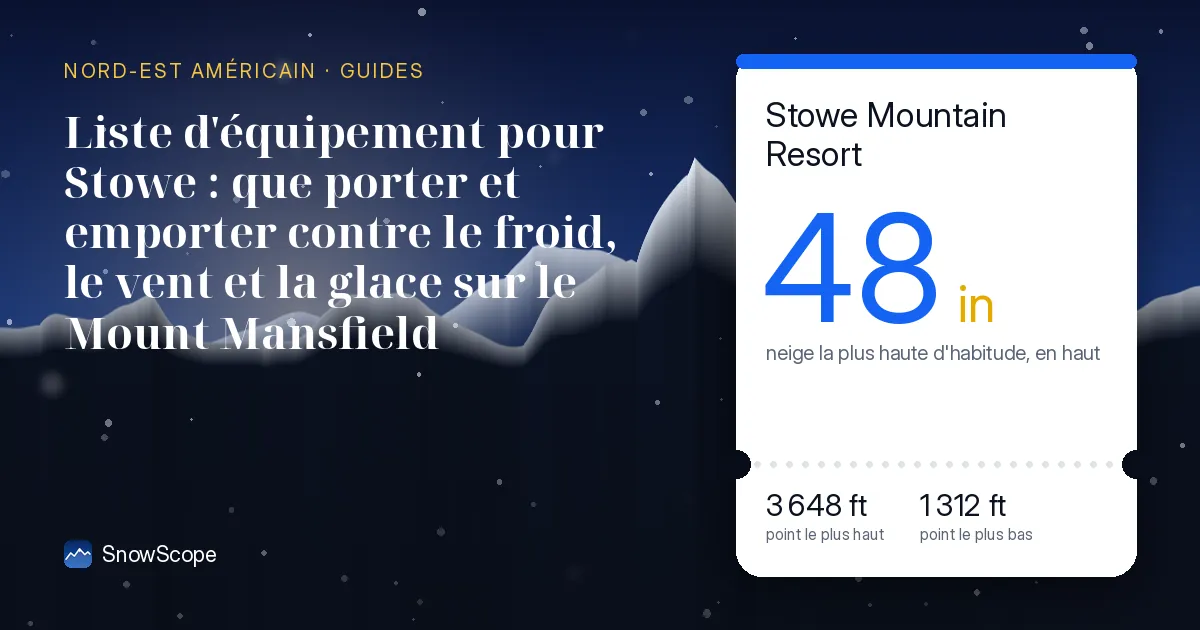 NORD-EST AMÉRICAIN · GUIDES
Liste d'équipement pour
Stowe : que porter et
emporter contre le froid,
le vent et la glace sur le
Mount Mansfield
SnowScope
Stowe Mountain
Resort
48 in
neige la plus haute d'habitude, en haut
3 648 ft 1 312 ft
point le plus haut point le plus bas